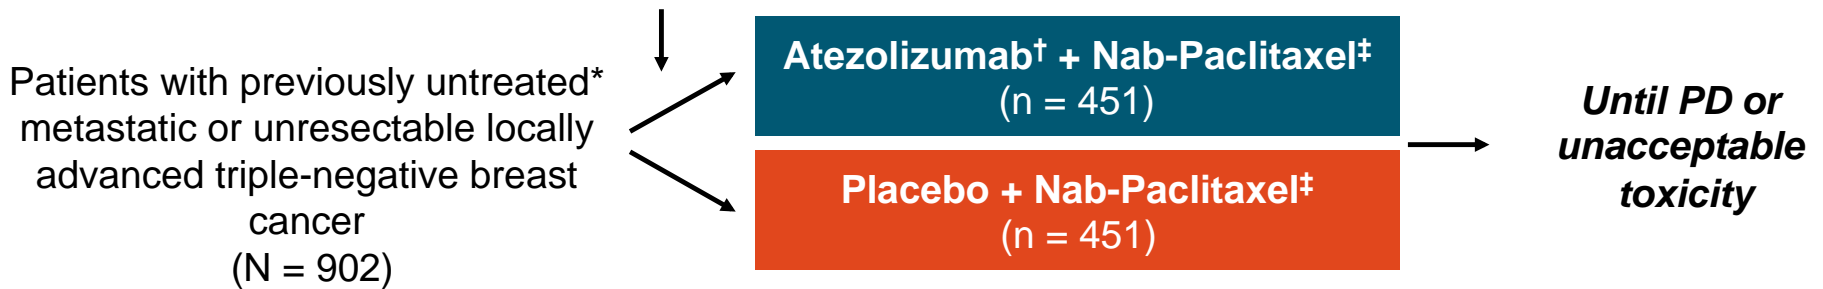 Patients with previously untreated*
metastatic or unresectable locally
advanced triple-negative breast
cancer
(N = 902)
Atezolizumab† + Nab-Paclitaxel‡
(n = 451)
Placebo + Nab-Paclitaxel‡
(n = 451)
Until PD or
unacceptable
toxicity